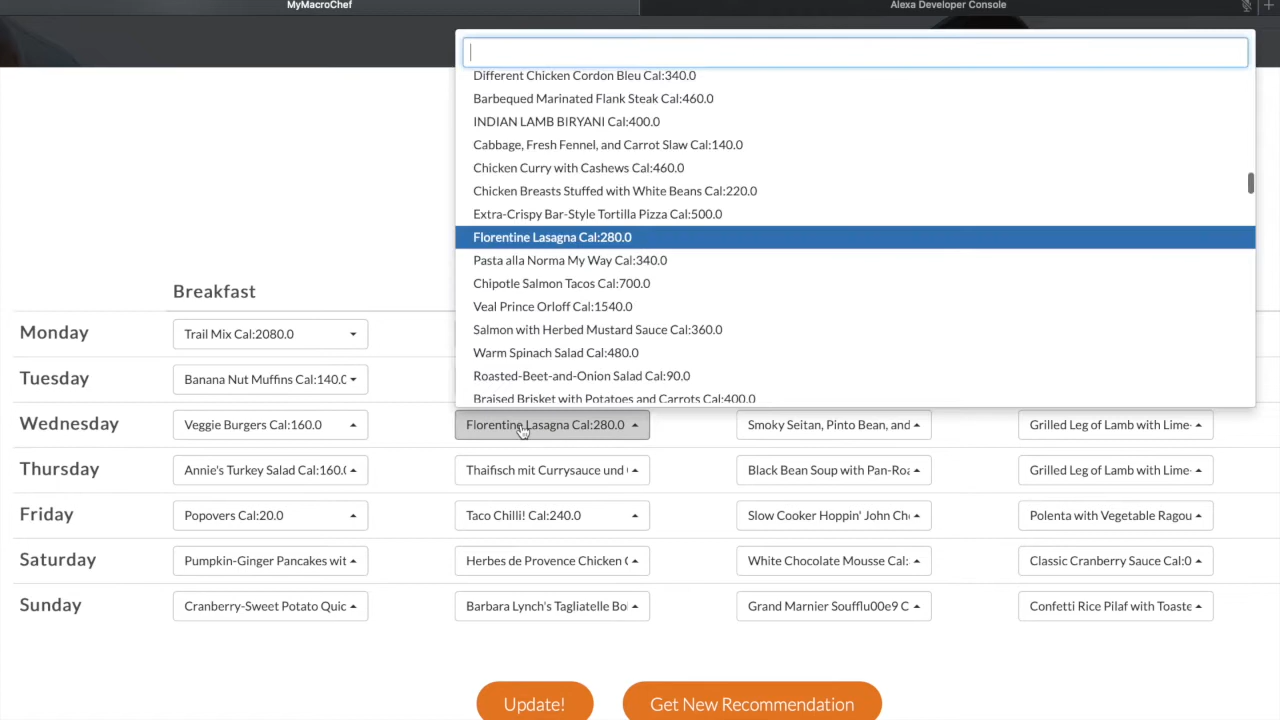 MyMacroChef
Alexa Developer Console
Different Chicken Cordon Bleu Cal:340.0
Barbequed Marinated Flank Steak Cal:460.0
INDIAN LAMB BIRYANI Cal:400.0
Cabbage, Fresh Fennel, and Carrot Slaw Cal:140.0
Chicken Curry with Cashews Cal:460.0
Chicken Breasts Stuffed with White Beans Cal:220.0
Extra-Crispy Bar-Style Tortilla Pizza Cal:500.0
Florentine Lasagna Cal:280.0
Pasta alla Norma My Way Cal:340.0
Chipotle Salmon Tacos Cal:700.0
Veal Prince Orloff Cal:1540.0
Salmon with Herbed Mustard Sauce Cal:360.0
Warm Spinach Salad Cal:480.0
Roasted-Beet-and-Onion Salad Cal:90.0
Braised Brisket with Potatoes and Carrots Cal:400.0
Breakfast
Monday Trail Mix Cal:2080.0
Tuesday Banana Nut Muffins Cal:140.0
Wednesday Veggie Burgers Cal:160.0 Florentine Lasagna Cal:280.0 Smoky Seitan, Pinto Bean, and Grilled Leg of Lamb with Lime-
Thursday Annie's Turkey Salad Cal:160.( Thaifisch mit Currysauce und Black Bean Soup with Pan-Roa Grilled Leg of Lamb with Lime-
Friday Popovers Cal:20.0 Taco Chilli! Cal:240.0 Slow Cooker Hoppin' John Ch Polenta with Vegetable Ragou
Saturday Pumpkin-Ginger Pancakes wit Herbes de Provence Chicken White Chocolate Mousse Cal: Classic Cranberry Sauce Cal:0
Sunday Cranberry-Sweet Potato Quic Barbara Lynch's Tagliatelle Bo Grand Marnier Soufflu00e9 C Confetti Rice Pilaf with Toaste
Update! Get New Recommendation